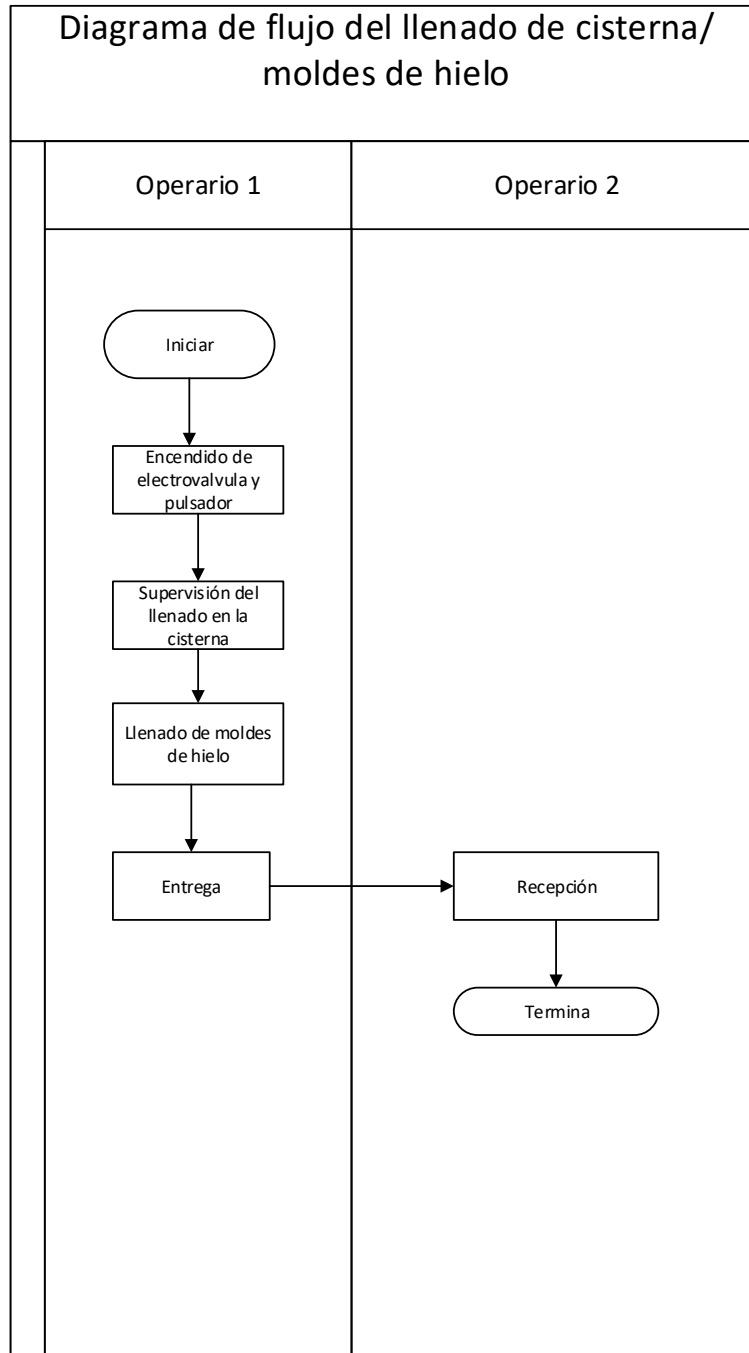 Diagrama de flujo del llenado de cisterna/
moldes de hielo
Operario 1
Operario 2
Iniciar
Encendido de
electrovalvula y
pulsador
Supervisión del
llenado en la
cisterna
Llenado de moldes
de hielo
Entrega
Recepción
Termina